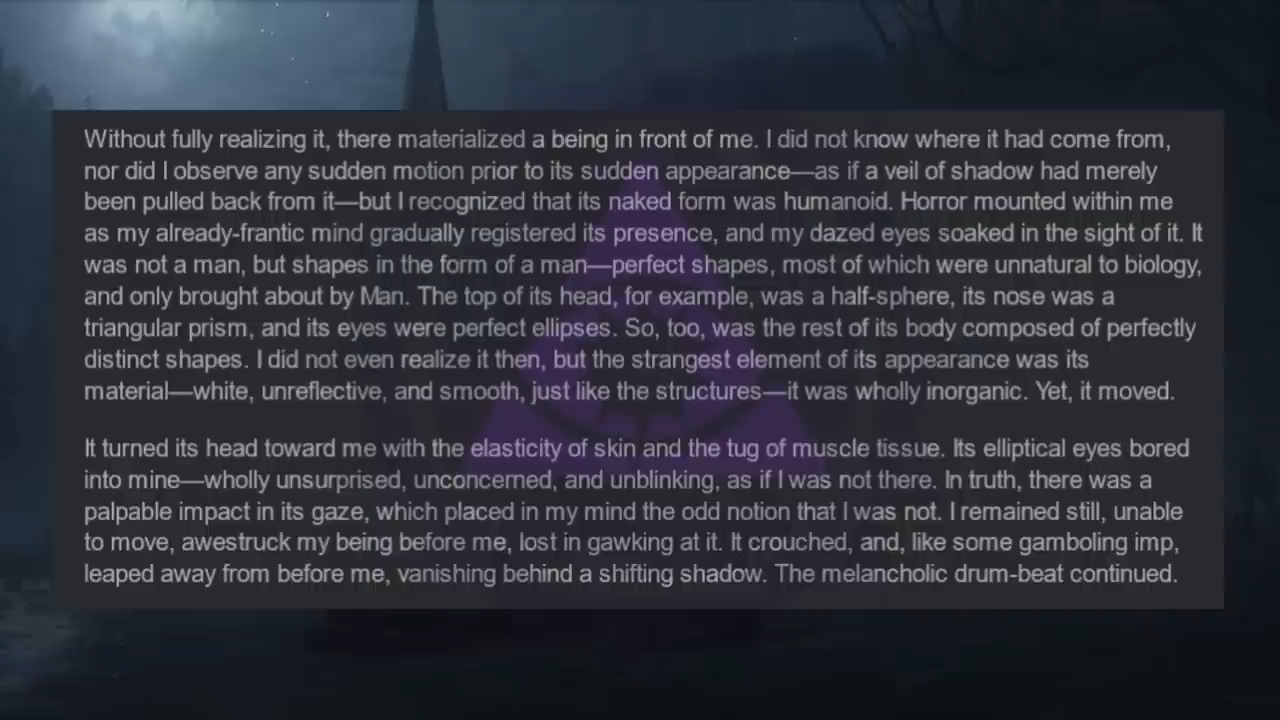 Without fully realizing it, there materialized a being in front of me. I did not know where it had come from,
nor did I observe any sudden motion prior to its sudden appearance—as if a veil of shadow had merely
been pulled back from it—but I recognized that its naked form was humanoid. Horror mounted within me
as my already-frantic mind gradually registered its presence, and my dazed eyes soaked in the sight of it. It
was not a man, but shapes in the form of a man—perfect shapes, most of which were unnatural to biology,
and only brought about by Man. The top of its head, for example, was a half-sphere, its nose was a
triangular prism, and its eyes were perfect ellipses. So, too, was the rest of its body composed of perfectly
distinct shapes. I did not even realize it then, but the strangest element of its appearance was its
material—white, unreflective, and smooth, just like the structures—it was wholly inorganic. Yet, it moved.
It turned its head toward me with the elasticity of skin and the tug of muscle tissue. Its elliptical eyes bored
into mine—wholly unsurprised, unconcerned, and unblinking, as if I was not there. In truth, there was a
palpable impact in its gaze, which placed in my mind the odd notion that I was not. I remained still, unable
to move, awestruck my being before me, lost in gawking at it. It crouched, and, like some gamboling imp,
leaped away from before me, vanishing behind a shifting shadow. The melancholic drum-beat continued.